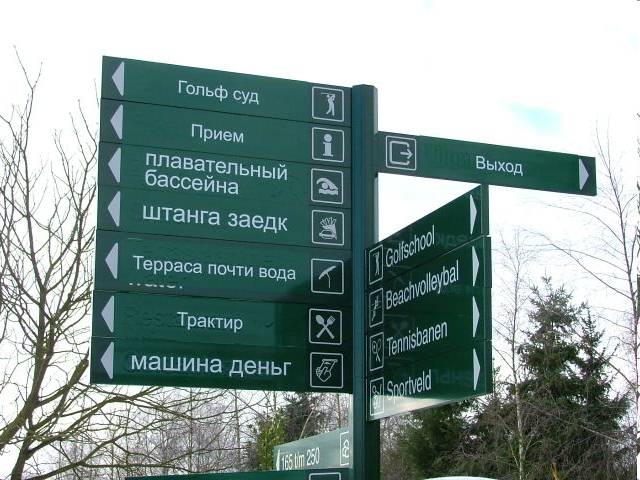 Гольф суд
Прием
плавательный
бассейна
штанга заедк
Терраса почти вода
Трактир
машина деньг
Выход
Golfschool
Beachvolleybal
Tennisbanen
Sportveld
165 t/m 250